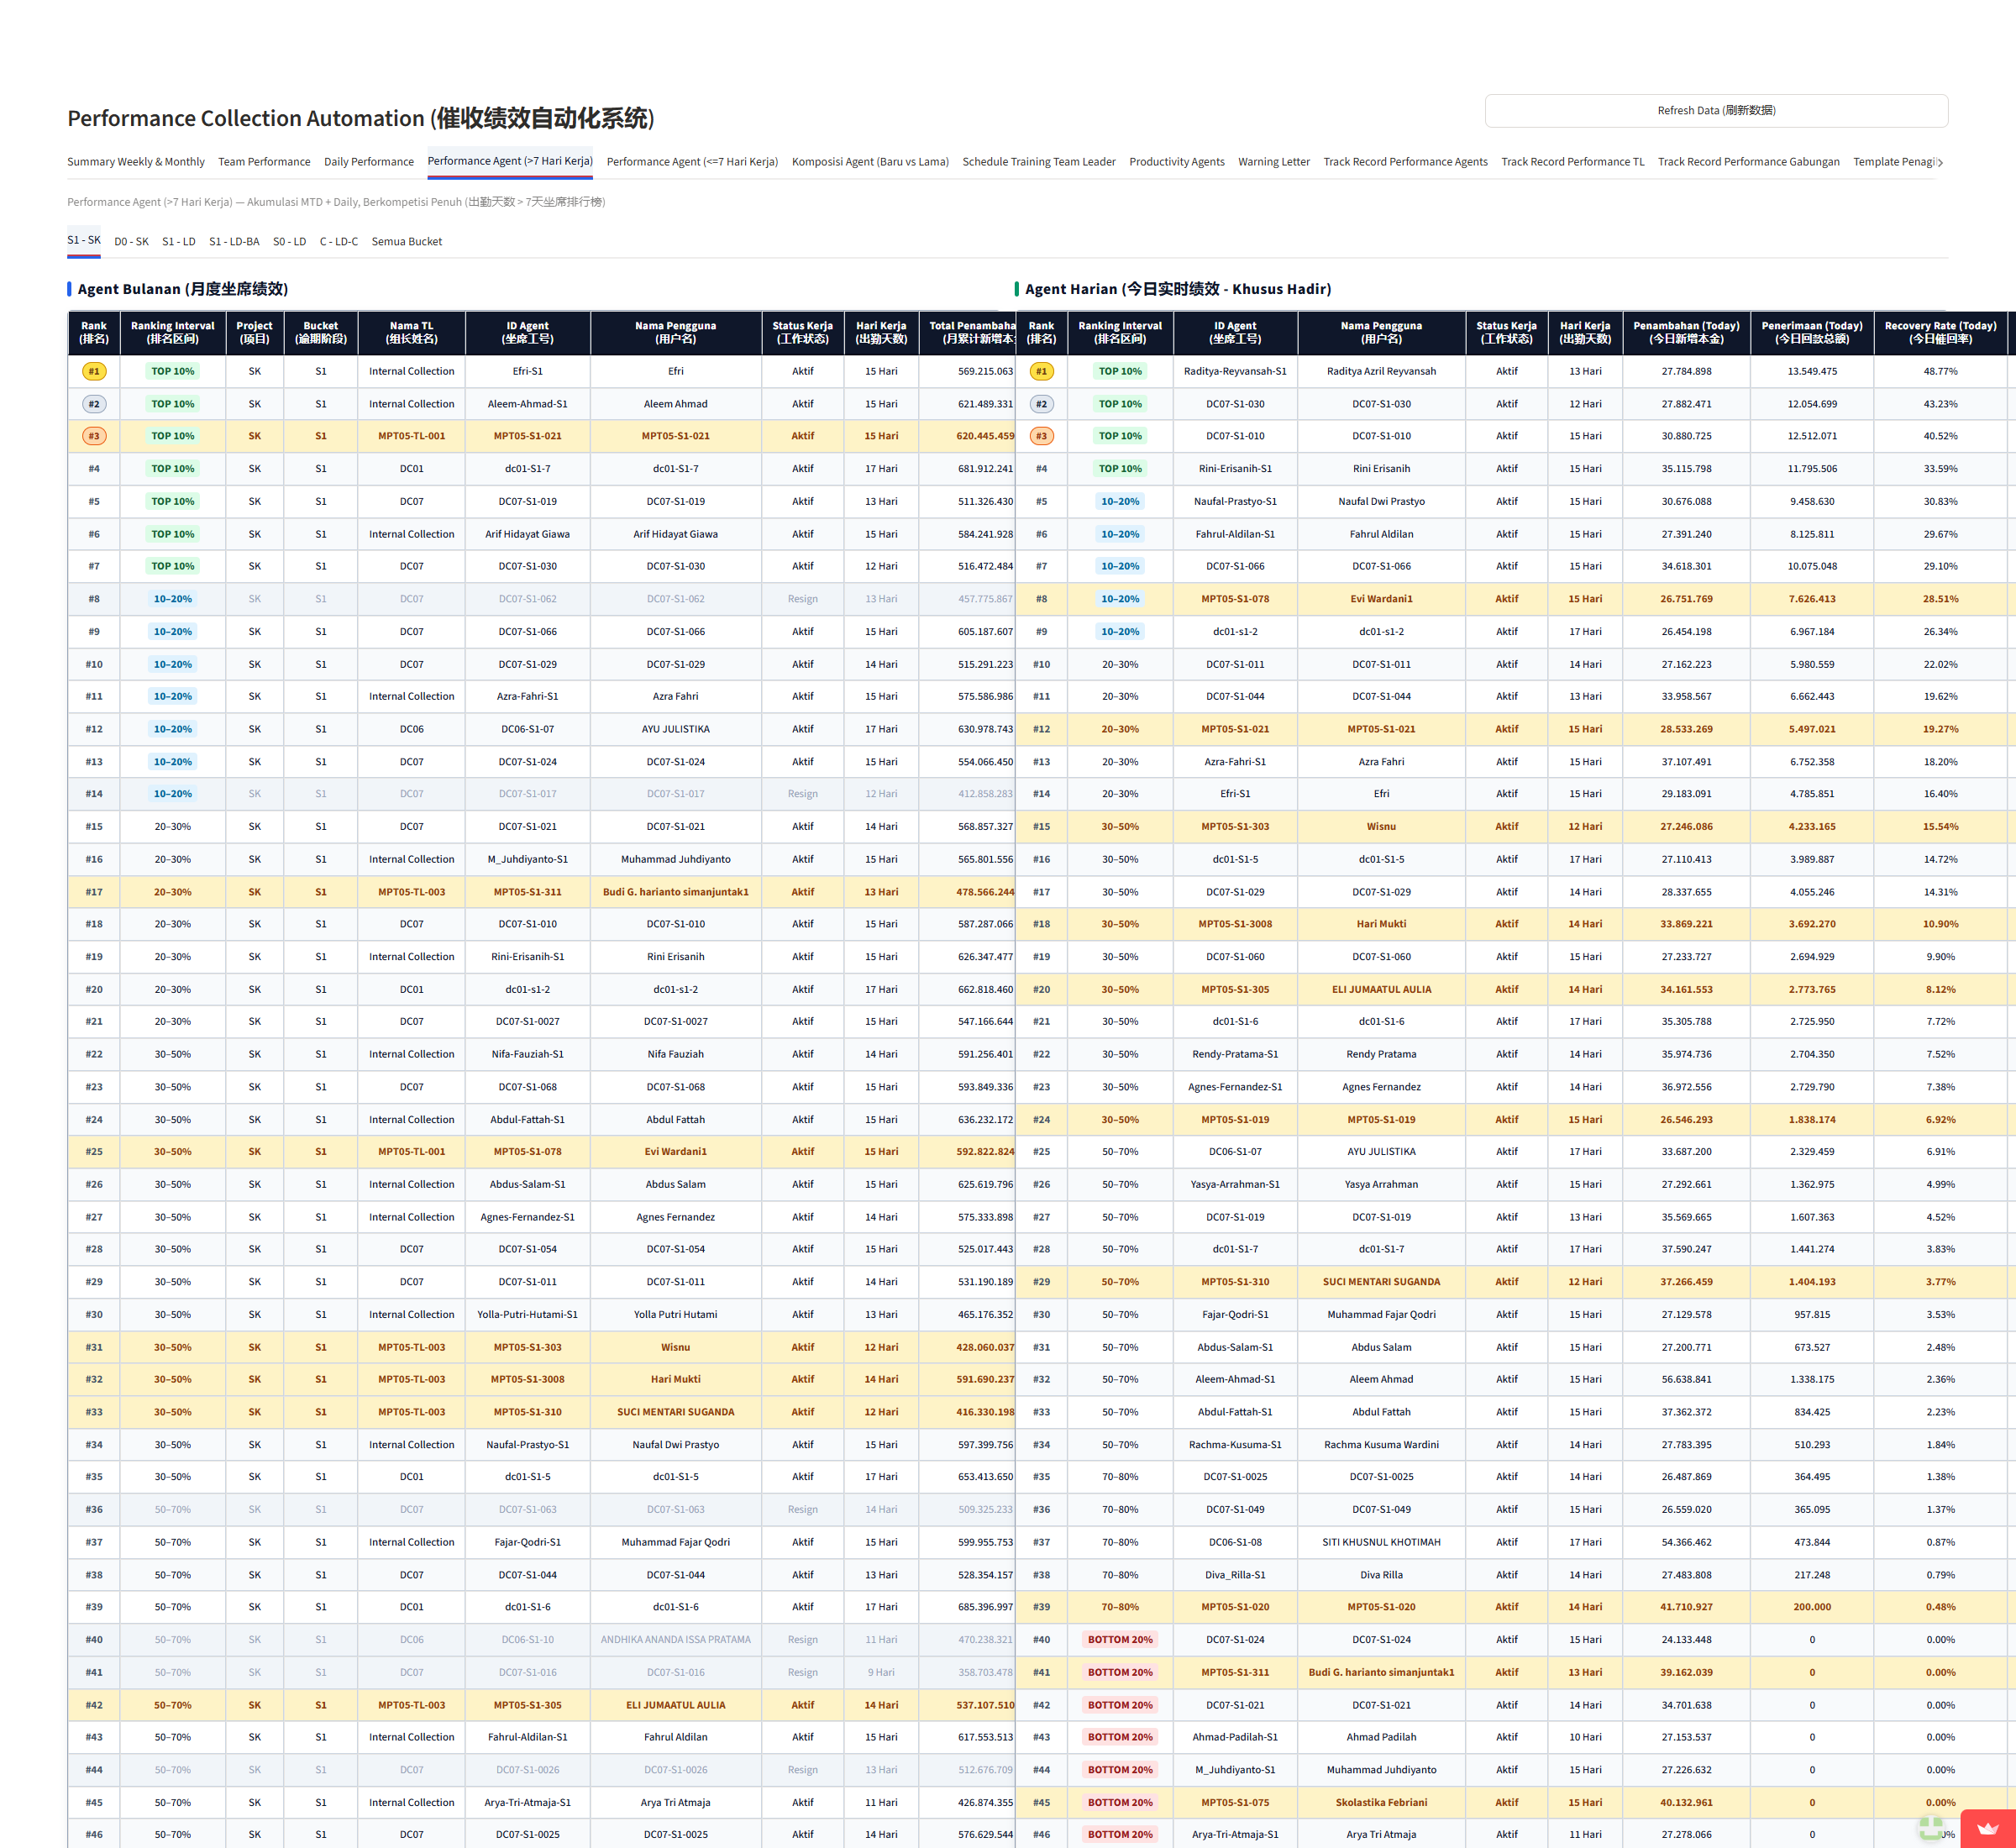 Performance Collection Automation (催收绩效自动化系统)
Refresh Data (刷新数据)
Summary Weekly & Monthly Team Performance Daily Performance Performance Agent (>7 Hari Kerja) Performance Agent (<=7 Hari Kerja) Komposisi Agent (Baru vs Lama) Schedule Training Team Leader Productivity Agents Warning Letter Track Record Performance Agents Track Record Performance TL Track Record Performance Gabungan Template Penagi
Performance Agent (>7 Hari Kerja) — Akumulasi MTD + Daily, Berkompetisi Penuh (出勤天数 > 7天坐席排行榜)
S1 - SK D0 - SK S1 - LD S1 - LD-BA S0 - LD C - LD-C Semua Bucket
Agent Bulanan (月度坐席绩效)
Rank Ranking Interval Project Bucket Nama TL ID Agent Nama Pengguna Status Kerja Hari Kerja Total Penambaha
(排名) (排名区间) (项目) (逾期阶段) (组长姓名) (坐席工号) (用户名) (工作状态) (出勤天数) (月累计新增本
#1 TOP 10% SK S1 Internal Collection Efri-S1 Efri Aktif 15 Hari 569.215.063
#2 TOP 10% SK S1 Internal Collection Aleem-Ahmad-S1 Aleem Ahmad Aktif 15 Hari 621.489.331
#3 TOP 10% SK S1 MPT05-TL-001 MPT05-S1-021 MPT05-S1-021 Aktif 15 Hari 620.445.459
#4 TOP 10% SK S1 DC01 dc01-S1-7 dc01-S1-7 Aktif 17 Hari 681.912.241
#5 TOP 10% SK S1 DC07 DC07-S1-019 DC07-S1-019 Aktif 13 Hari 511.326.430
#6 TOP 10% SK S1 Internal Collection Arif Hidayat Giawa Arif Hidayat Giawa Aktif 15 Hari 584.241.928
#7 TOP 10% SK S1 DC07 DC07-S1-030 DC07-S1-030 Aktif 12 Hari 516.472.484
#8 10–20% SK S1 DC07 DC07-S1-062 DC07-S1-062 Resign 13 Hari 457.775.867
#9 10–20% SK S1 DC07 DC07-S1-066 DC07-S1-066 Aktif 15 Hari 605.187.607
#10 10–20% SK S1 DC07 DC07-S1-029 DC07-S1-029 Aktif 14 Hari 515.291.223
#11 10–20% SK S1 Internal Collection Azra-Fahri-S1 Azra Fahri Aktif 15 Hari 575.586.986
#12 10–20% SK S1 DC06 DC06-S1-07 AYU JULISTIKA Aktif 17 Hari 630.978.743
#13 10–20% SK S1 DC07 DC07-S1-024 DC07-S1-024 Aktif 15 Hari 554.066.450
#14 10–20% SK S1 DC07 DC07-S1-017 DC07-S1-017 Resign 12 Hari 412.858.283
#15 20–30% SK S1 DC07 DC07-S1-021 DC07-S1-021 Aktif 14 Hari 568.857.327
#16 20–30% SK S1 Internal Collection M_Juhdiyanto-S1 Muhammad Juhdiyanto Aktif 15 Hari 565.801.556
#17 20–30% SK S1 MPT05-TL-003 MPT05-S1-311 Budi G. harianto simanjuntak1 Aktif 13 Hari 478.566.244
#18 20–30% SK S1 DC07 DC07-S1-010 DC07-S1-010 Aktif 15 Hari 587.287.066
#19 20–30% SK S1 Internal Collection Rini-Erisanih-S1 Rini Erisanih Aktif 15 Hari 626.347.477
#20 20–30% SK S1 DC01 dc01-s1-2 dc01-s1-2 Aktif 17 Hari 662.818.460
#21 20–30% SK S1 DC07 DC07-S1-0027 DC07-S1-0027 Aktif 15 Hari 547.166.644
#22 30–50% SK S1 Internal Collection Nifa-Fauziah-S1 Nifa Fauziah Aktif 14 Hari 591.256.401
#23 30–50% SK S1 DC07 DC07-S1-068 DC07-S1-068 Aktif 15 Hari 593.849.336
#24 30–50% SK S1 Internal Collection Abdul-Fattah-S1 Abdul Fattah Aktif 15 Hari 636.232.172
#25 30–50% SK S1 MPT05-TL-001 MPT05-S1-078 Evi Wardani1 Aktif 15 Hari 592.822.824
#26 30–50% SK S1 Internal Collection Abdus-Salam-S1 Abdus Salam Aktif 15 Hari 625.619.796
#27 30–50% SK S1 Internal Collection Agnes-Fernandez-S1 Agnes Fernandez Aktif 14 Hari 575.333.898
#28 30–50% SK S1 DC07 DC07-S1-054 DC07-S1-054 Aktif 15 Hari 525.017.443
#29 30–50% SK S1 DC07 DC07-S1-011 DC07-S1-011 Aktif 14 Hari 531.190.189
#30 30–50% SK S1 Internal Collection Yolla-Putri-Hutami-S1 Yolla Putri Hutami Aktif 13 Hari 465.176.352
#31 30–50% SK S1 MPT05-TL-003 MPT05-S1-303 Wisnu Aktif 12 Hari 428.060.037
#32 30–50% SK S1 MPT05-TL-003 MPT05-S1-3008 Hari Mukti Aktif 14 Hari 591.690.237
#33 30–50% SK S1 MPT05-TL-003 MPT05-S1-310 SUCI MENTARI SUGANDA Aktif 12 Hari 416.330.198
#34 30–50% SK S1 Internal Collection Naufal-Prastyo-S1 Naufal Dwi Prastyo Aktif 15 Hari 597.399.756
#35 30–50% SK S1 DC01 dc01-S1-5 dc01-S1-5 Aktif 17 Hari 653.413.650
#36 50–70% SK S1 DC07 DC07-S1-063 DC07-S1-063 Resign 14 Hari 509.325.233
#37 50–70% SK S1 Internal Collection Fajar-Qodri-S1 Muhammad Fajar Qodri Aktif 15 Hari 599.955.753
#38 50–70% SK S1 DC07 DC07-S1-044 DC07-S1-044 Aktif 13 Hari 528.354.157
#39 50–70% SK S1 DC01 dc01-S1-6 dc01-S1-6 Aktif 17 Hari 685.396.997
#40 50–70% SK S1 DC06 DC06-S1-10 ANDHIKA ANANDA ISSA PRATAMA Resign 11 Hari 470.238.321
#41 50–70% SK S1 DC07 DC07-S1-016 DC07-S1-016 Resign 9 Hari 358.703.478
#42 50–70% SK S1 MPT05-TL-003 MPT05-S1-305 ELI JUMAATUL AULIA Aktif 14 Hari 537.107.510
#43 50–70% SK S1 Internal Collection Fahrul-Aldilan-S1 Fahrul Aldilan Aktif 15 Hari 617.553.513
#44 50–70% SK S1 DC07 DC07-S1-0026 DC07-S1-0026 Resign 13 Hari 512.676.709
#45 50–70% SK S1 Internal Collection Arya-Tri-Atmaja-S1 Arya Tri Atmaja Aktif 11 Hari 426.874.355
#46 50–70% SK S1 DC07 DC07-S1-0025 DC07-S1-0025 Aktif 14 Hari 576.629.544
Agent Harian (今日实时绩效 - Khusus Hadir)
Rank Ranking Interval ID Agent Nama Pengguna Status Kerja Hari Kerja Penambahan (Today) Penerimaan (Today) Recovery Rate (Today)
(排名) (排名区间) (坐席工号) (用户名) (工作状态) (出勤天数) (今日新增本金) (今日回款总额) (今日催回率)
#1 TOP 10% Raditya-Reyvansah-S1 Raditya Azril Reyvansah Aktif 13 Hari 27.784.898 13.549.475 48.77%
#2 TOP 10% DC07-S1-030 DC07-S1-030 Aktif 12 Hari 27.882.471 12.054.699 43.23%
#3 TOP 10% DC07-S1-010 DC07-S1-010 Aktif 15 Hari 30.880.725 12.512.071 40.52%
#4 TOP 10% Rini-Erisanih-S1 Rini Erisanih Aktif 15 Hari 35.115.798 11.795.506 33.59%
#5 10–20% Naufal-Prastyo-S1 Naufal Dwi Prastyo Aktif 15 Hari 30.676.088 9.458.630 30.83%
#6 10–20% Fahrul-Aldilan-S1 Fahrul Aldilan Aktif 15 Hari 27.391.240 8.125.811 29.67%
#7 10–20% DC07-S1-066 DC07-S1-066 Aktif 15 Hari 34.618.301 10.075.048 29.10%
#8 10–20% MPT05-S1-078 Evi Wardani1 Aktif 15 Hari 26.751.769 7.626.413 28.51%
#9 10–20% dc01-s1-2 dc01-s1-2 Aktif 17 Hari 26.454.198 6.967.184 26.34%
#10 20–30% DC07-S1-011 DC07-S1-011 Aktif 14 Hari 27.162.223 5.980.559 22.02%
#11 20–30% DC07-S1-044 DC07-S1-044 Aktif 13 Hari 33.958.567 6.662.443 19.62%
#12 20–30% MPT05-S1-021 MPT05-S1-021 Aktif 15 Hari 28.533.269 5.497.021 19.27%
#13 20–30% Azra-Fahri-S1 Azra Fahri Aktif 15 Hari 37.107.491 6.752.358 18.20%
#14 20–30% Efri-S1 Efri Aktif 15 Hari 29.183.091 4.785.851 16.40%
#15 30–50% MPT05-S1-303 Wisnu Aktif 12 Hari 27.246.086 4.233.165 15.54%
#16 30–50% dc01-S1-5 dc01-S1-5 Aktif 17 Hari 27.110.413 3.989.887 14.72%
#17 30–50% DC07-S1-029 DC07-S1-029 Aktif 14 Hari 28.337.655 4.055.246 14.31%
#18 30–50% MPT05-S1-3008 Hari Mukti Aktif 14 Hari 33.869.221 3.692.270 10.90%
#19 30–50% DC07-S1-060 DC07-S1-060 Aktif 15 Hari 27.233.727 2.694.929 9.90%
#20 30–50% MPT05-S1-305 ELI JUMAATUL AULIA Aktif 14 Hari 34.161.553 2.773.765 8.12%
#21 30–50% dc01-S1-6 dc01-S1-6 Aktif 17 Hari 35.305.788 2.725.950 7.72%
#22 30–50% Rendy-Pratama-S1 Rendy Pratama Aktif 14 Hari 35.974.736 2.704.350 7.52%
#23 30–50% Agnes-Fernandez-S1 Agnes Fernandez Aktif 14 Hari 36.972.556 2.729.790 7.38%
#24 30–50% MPT05-S1-019 MPT05-S1-019 Aktif 15 Hari 26.546.293 1.838.174 6.92%
#25 50–70% DC06-S1-07 AYU JULISTIKA Aktif 17 Hari 33.687.200 2.329.459 6.91%
#26 50–70% Yasya-Arrahman-S1 Yasya Arrahman Aktif 15 Hari 27.292.661 1.362.975 4.99%
#27 50–70% DC07-S1-019 DC07-S1-019 Aktif 13 Hari 35.569.665 1.607.363 4.52%
#28 50–70% dc01-S1-7 dc01-S1-7 Aktif 17 Hari 37.590.247 1.441.274 3.83%
#29 50–70% MPT05-S1-310 SUCI MENTARI SUGANDA Aktif 12 Hari 37.266.459 1.404.193 3.77%
#30 50–70% Fajar-Qodri-S1 Muhammad Fajar Qodri Aktif 15 Hari 27.129.578 957.815 3.53%
#31 50–70% Abdus-Salam-S1 Abdus Salam Aktif 15 Hari 27.200.771 673.527 2.48%
#32 50–70% Aleem-Ahmad-S1 Aleem Ahmad Aktif 15 Hari 56.638.841 1.338.175 2.36%
#33 50–70% Abdul-Fattah-S1 Abdul Fattah Aktif 15 Hari 37.362.372 834.425 2.23%
#34 50–70% Rachma-Kusuma-S1 Rachma Kusuma Wardini Aktif 14 Hari 27.783.395 510.293 1.84%
#35 70–80% DC07-S1-0025 DC07-S1-0025 Aktif 14 Hari 26.487.869 364.495 1.38%
#36 70–80% DC07-S1-049 DC07-S1-049 Aktif 15 Hari 26.559.020 365.095 1.37%
#37 70–80% DC06-S1-08 SITI KHUSNUL KHOTIMAH Aktif 17 Hari 54.366.462 473.844 0.87%
#38 70–80% Diva_Rilla-S1 Diva Rilla Aktif 14 Hari 27.483.808 217.248 0.79%
#39 70–80% MPT05-S1-020 MPT05-S1-020 Aktif 14 Hari 41.710.927 200.000 0.48%
#40 BOTTOM 20% DC07-S1-024 DC07-S1-024 Aktif 15 Hari 24.133.448 0 0.00%
#41 BOTTOM 20% MPT05-S1-311 Budi G. harianto simanjuntak1 Aktif 13 Hari 39.162.039 0 0.00%
#42 BOTTOM 20% DC07-S1-021 DC07-S1-021 Aktif 14 Hari 34.701.638 0 0.00%
#43 BOTTOM 20% Ahmad-Padilah-S1 Ahmad Padilah Aktif 10 Hari 27.153.537 0 0.00%
#44 BOTTOM 20% M_Juhdiyanto-S1 Muhammad Juhdiyanto Aktif 15 Hari 27.226.632 0 0.00%
#45 BOTTOM 20% MPT05-S1-075 Skolastika Febriani Aktif 15 Hari 40.132.961 0 0.00%
#46 BOTTOM 20% Arya-Tri-Atmaja-S1 Arya Tri Atmaja Aktif 11 Hari 27.278.066 0